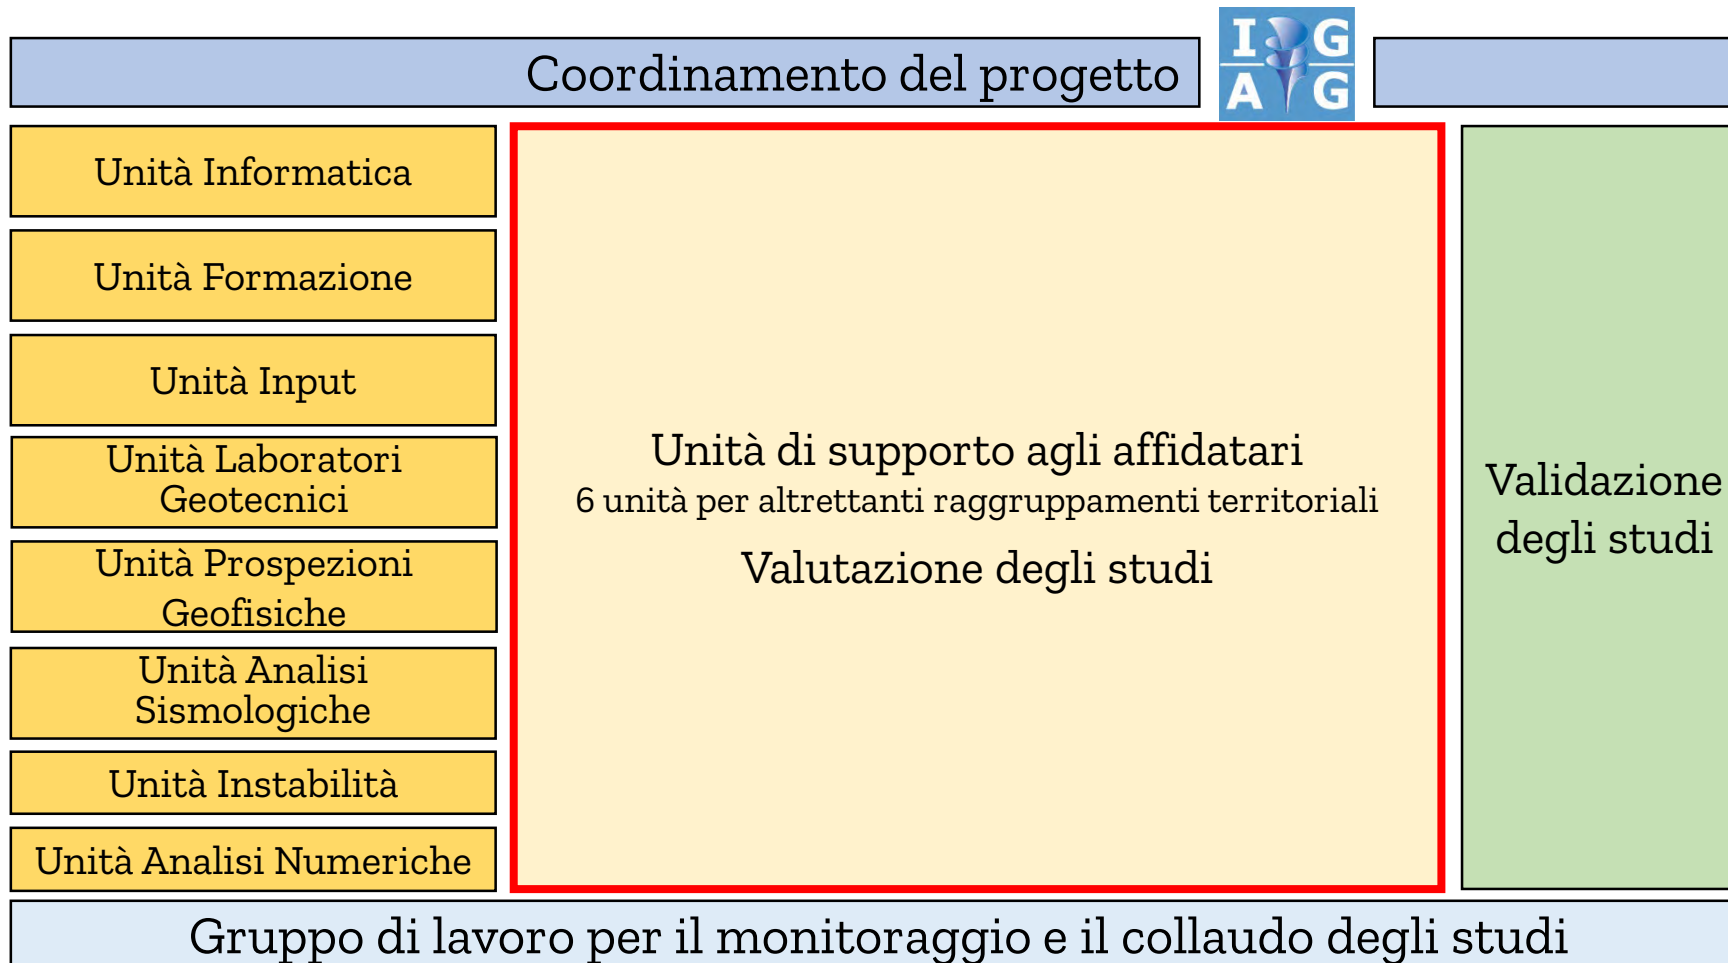 Coordinamento del progetto
I G
A G
Unità Informatica
Unità Formazione
Unità Input
Unità Laboratori
Geotecnici
Unità Prospezioni
Geofisiche
Unità Analisi
Sismologiche
Unità Instabilità
Unità Analisi Numeriche
Unità di supporto agli affidatari
6 unità per altrettanti raggruppamenti territoriali
Valutazione degli studi
Validazione
degli studi
Gruppo di lavoro per il monitoraggio e il collaudo degli studi